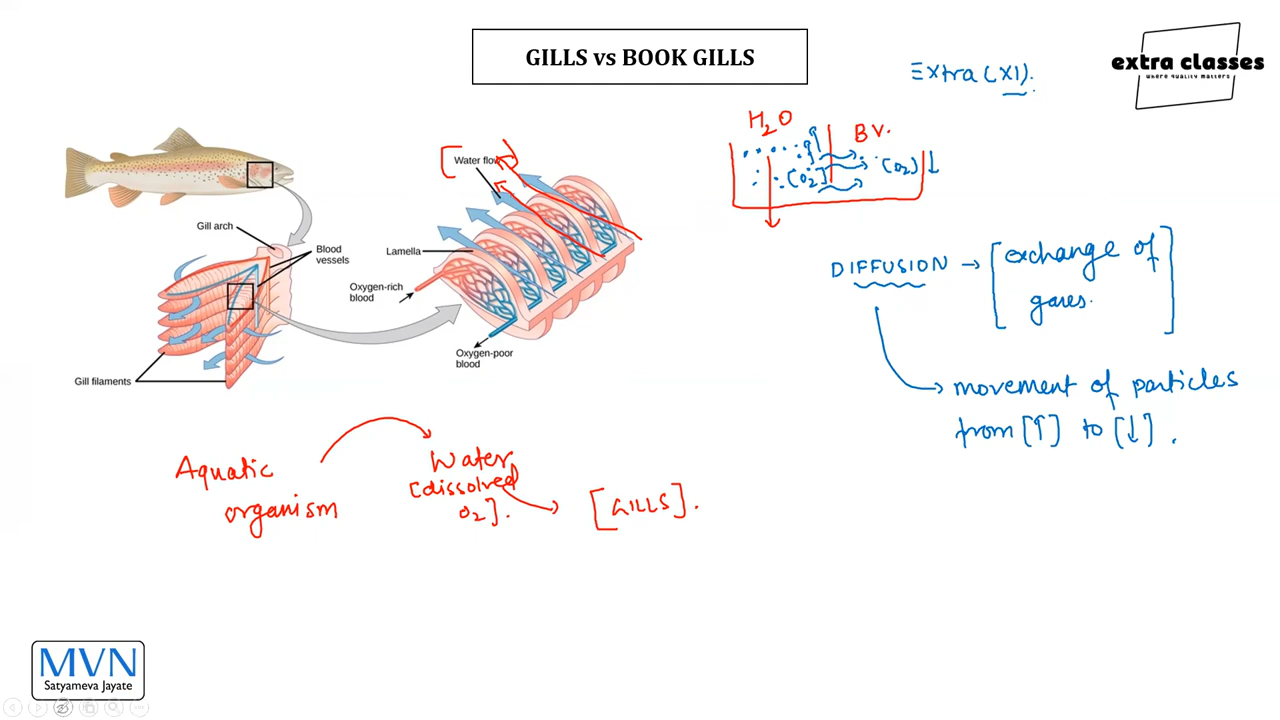 GILLS vs BOOK GILLS
Extra (XI).
extra classes
where quality matters
H2O
B V.
[O2]
(O2) ↓
Water flow
Gill arch
Blood
vessels
Lamella
Oxygen-rich
blood
Oxygen-poor
blood
Gill filaments
DIFFUSION → [exchange of
gases.]
movement of particles
from [↑] to [↓].
Aquatic
organism
Water
[dissolved
O2].
[GILLS].
MVN
Satyameva Jayate